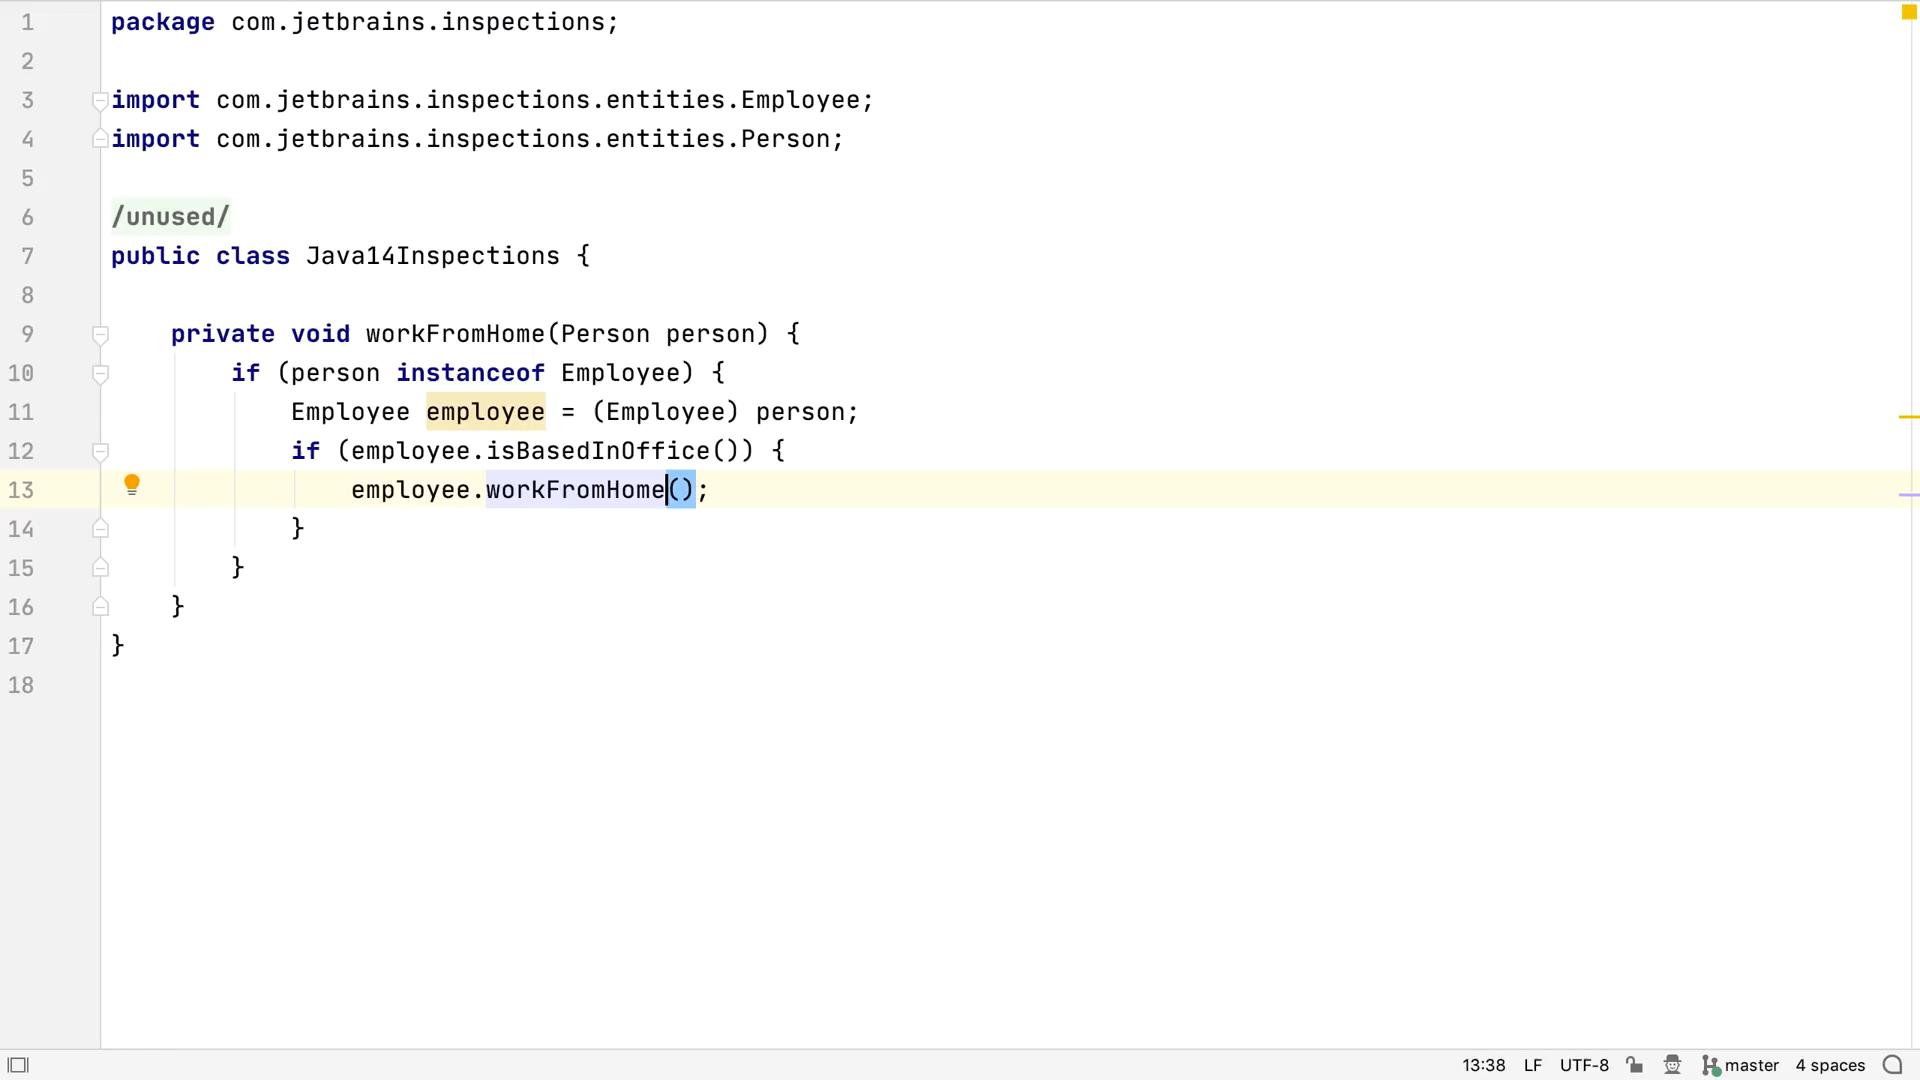 1 package com.jetbrains.inspections;
2
3 import com.jetbrains.inspections.entities.Employee;
4 import com.jetbrains.inspections.entities.Person;
5
6 /unused/
7 public class Java14Inspections {
8
9     private void workFromHome(Person person) {
10         if (person instanceof Employee) {
11             Employee employee = (Employee) person;
12             if (employee.isBasedInOffice()) {
13                 employee.workFromHome();
14             }
15         }
16     }
17 }
18
13:38 LF UTF-8 master 4 spaces